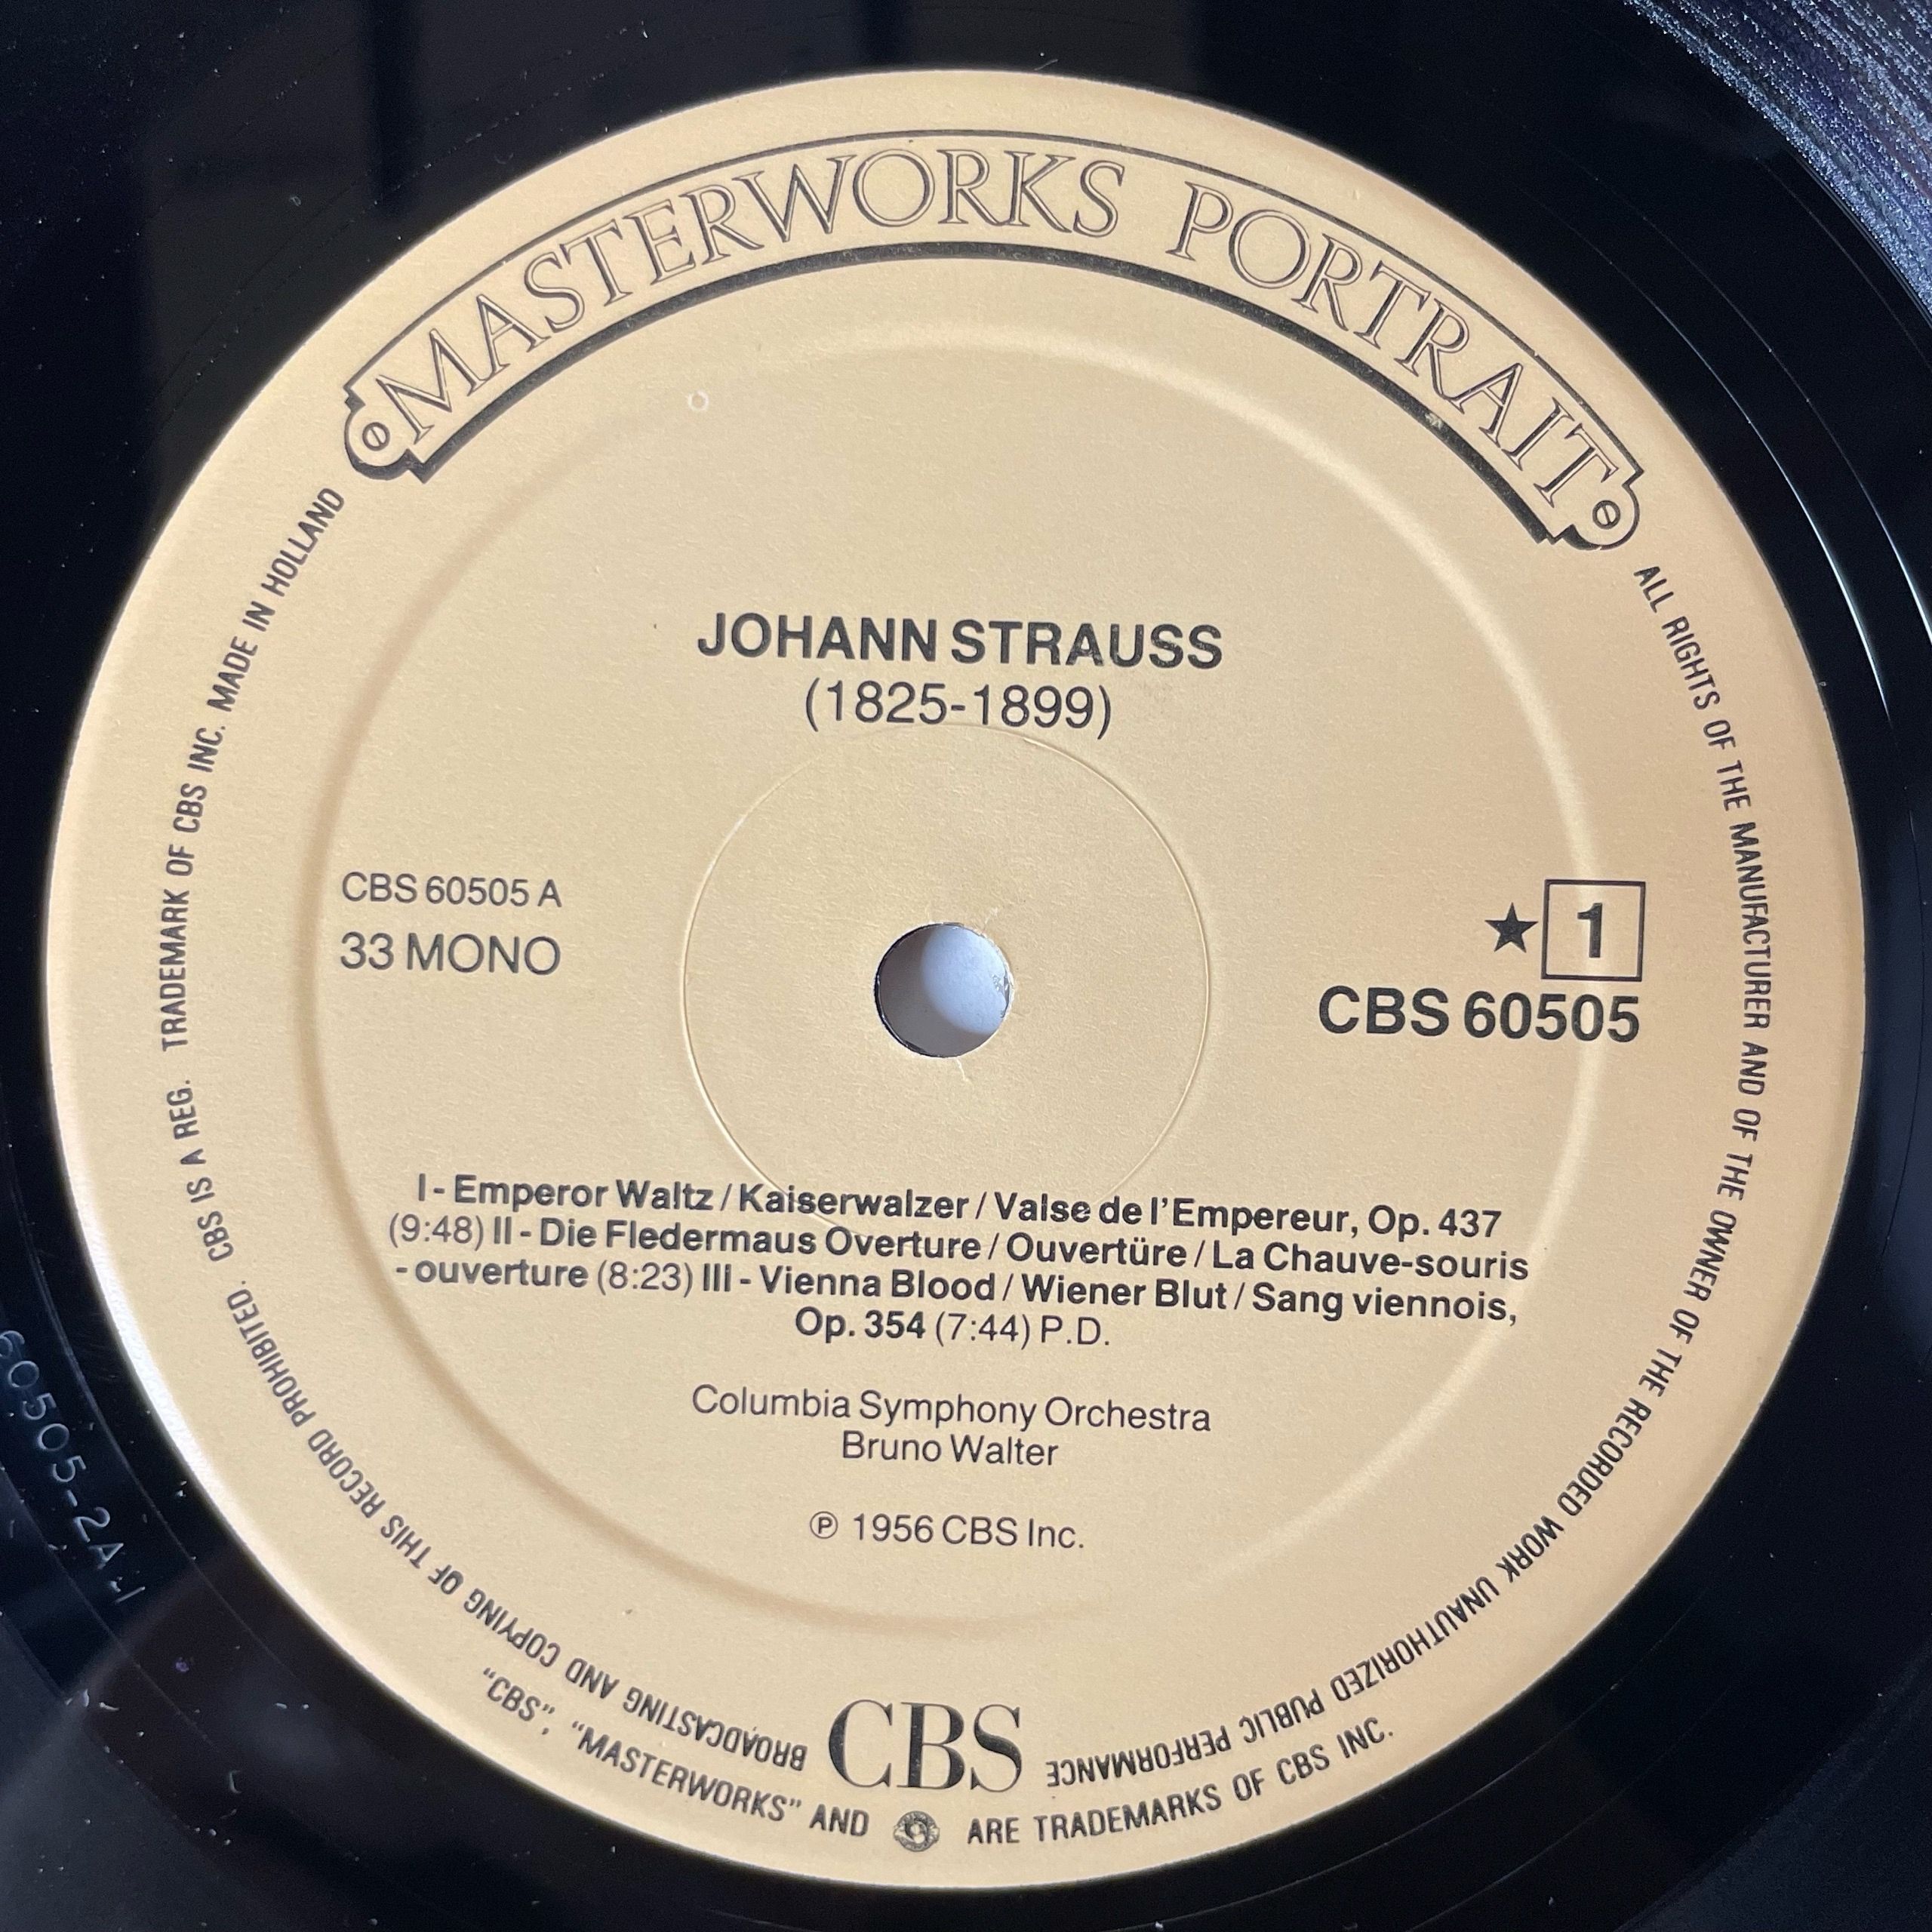 MASTERWORKS PORTRAIT
JOHANN STRAUSS
(1825-1899)
CBS 60505 A
33 MONO
★ 1
CBS 60505
I - Emperor Waltz / Kaiserwalzer / Valse de l'Empereur, Op. 437
(9:48) II - Die Fledermaus Overture / Ouvertüre / La Chauve-souris
- ouverture (8:23) III - Vienna Blood / Wiener Blut / Sang viennois,
Op. 354 (7:44) P.D.
Columbia Symphony Orchestra
Bruno Walter
℗ 1956 CBS Inc.
CBS
ALL RIGHTS OF THE MANUFACTURER AND OF THE OWNER OF THE RECORDED WORK UNAUTHORIZED PUBLIC PERFORMANCE
BROADCASTING AND COPYING OF THIS RECORD PROHIBITED. CBS IS A REG. TRADEMARK OF CBS INC. MADE IN HOLLAND
"CBS", "MASTERWORKS" AND ARE TRADEMARKS OF CBS INC.
60505-2A-1